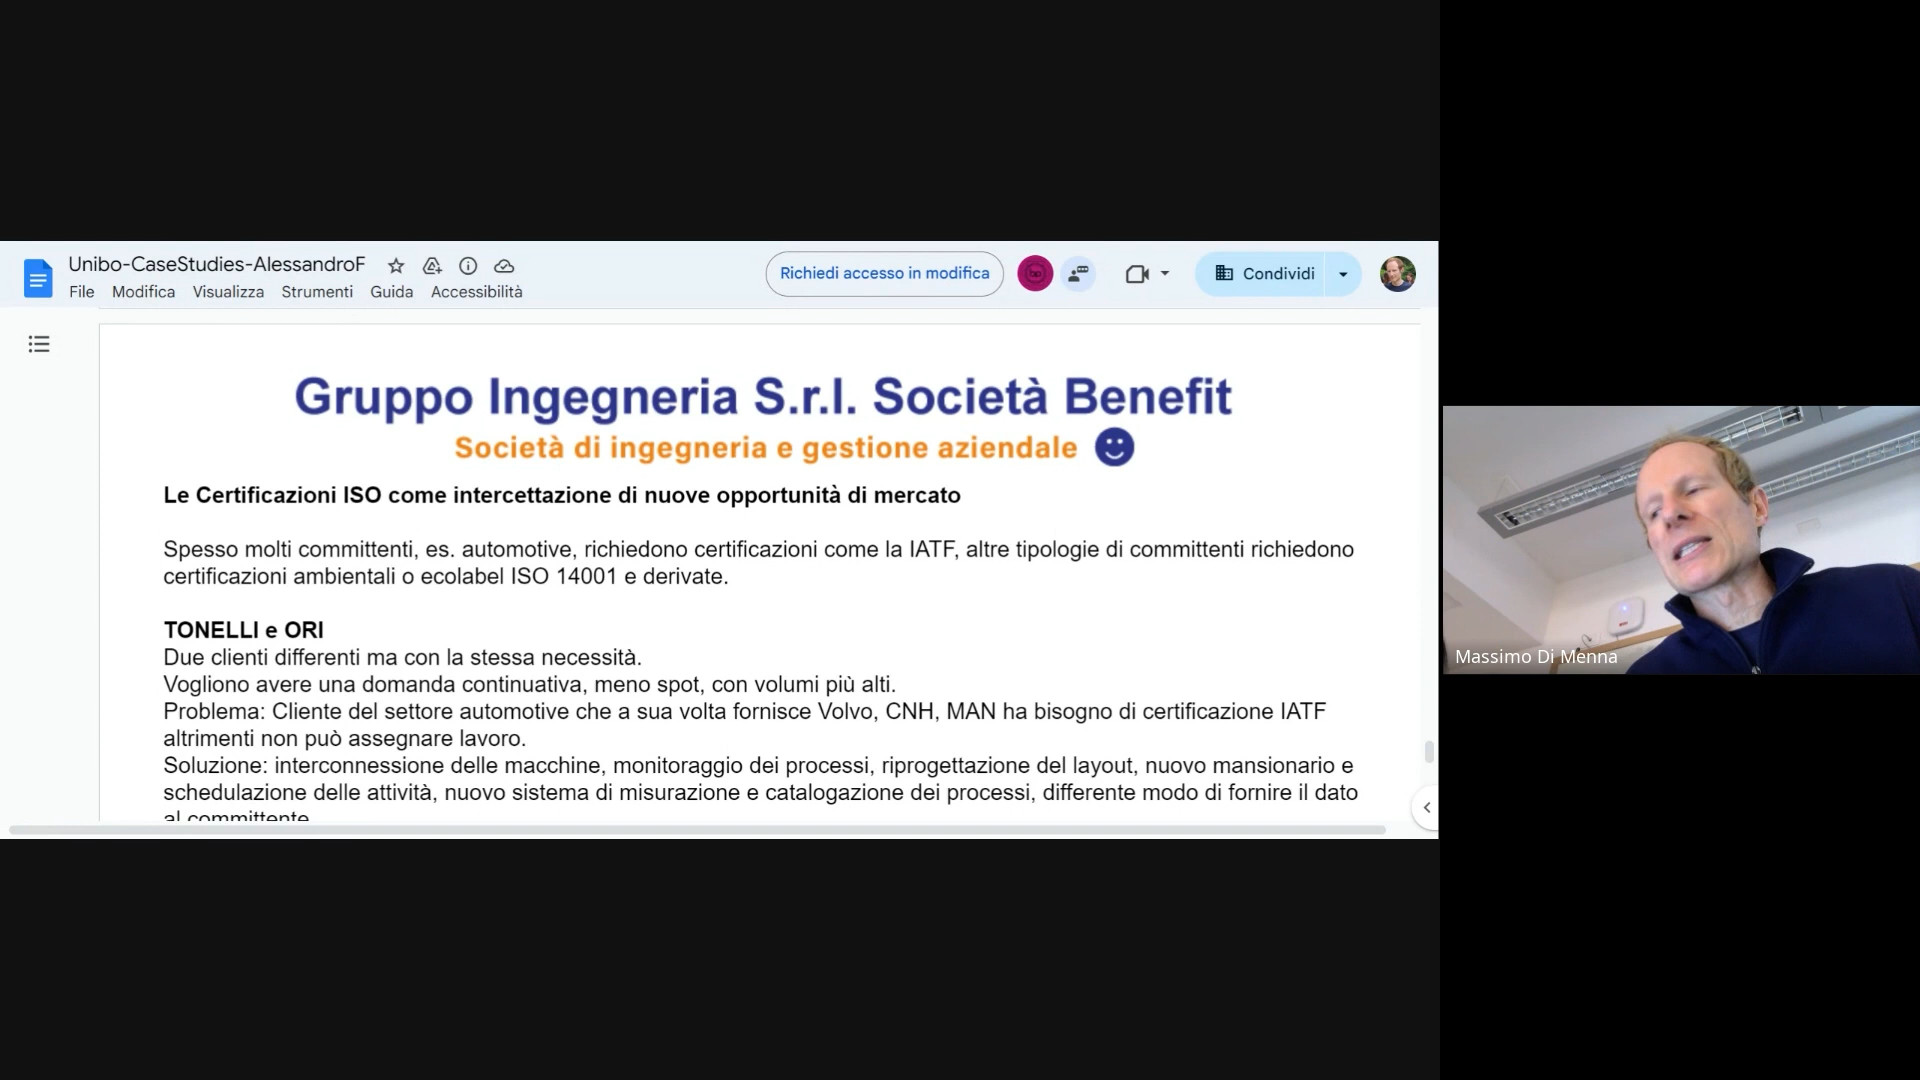 Unibo-CaseStudies-AlessandroF
File Modifica Visualizza Strumenti Guida Accessibilità
Richiedi accesso in modifica
Condividi
Gruppo Ingegneria S.r.l. Società Benefit
Società di ingegneria e gestione aziendale
Le Certificazioni ISO come intercettazione di nuove opportunità di mercato
Spesso molti committenti, es. automotive, richiedono certificazioni come la IATF, altre tipologie di committenti richiedono
certificazioni ambientali o ecolabel ISO 14001 e derivate.
TONELLI e ORI
Due clienti differenti ma con la stessa necessità.
Vogliono avere una domanda continuativa, meno spot, con volumi più alti.
Problema: Cliente del settore automotive che a sua volta fornisce Volvo, CNH, MAN ha bisogno di certificazione IATF
altrimenti non può assegnare lavoro.
Soluzione: interconnessione delle macchine, monitoraggio dei processi, riprogettazione del layout, nuovo mansionario e
schedulazione delle attività, nuovo sistema di misurazione e catalogazione dei processi, differente modo di fornire il dato
al committente
Massimo Di Menna